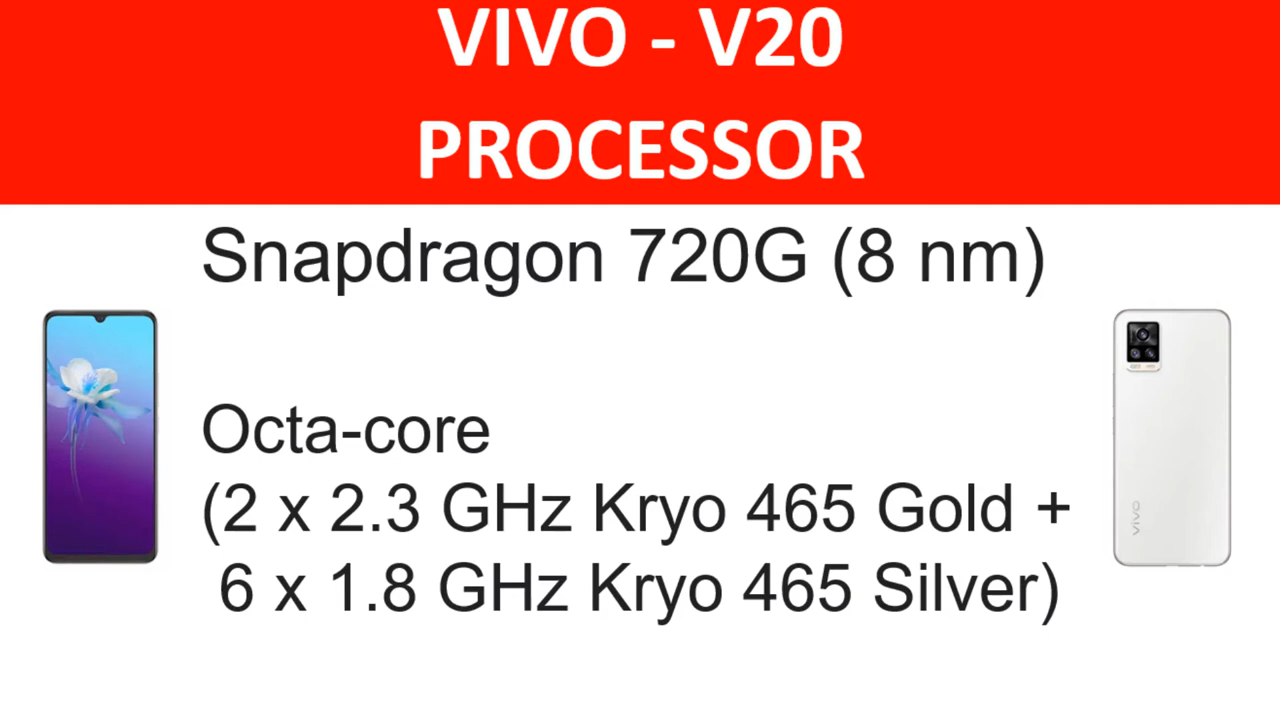 VIVO - V20
PROCESSOR
Snapdragon 720G (8 nm)
Octa-core
(2 x 2.3 GHz Kryo 465 Gold +
6 x 1.8 GHz Kryo 465 Silver)
vivo